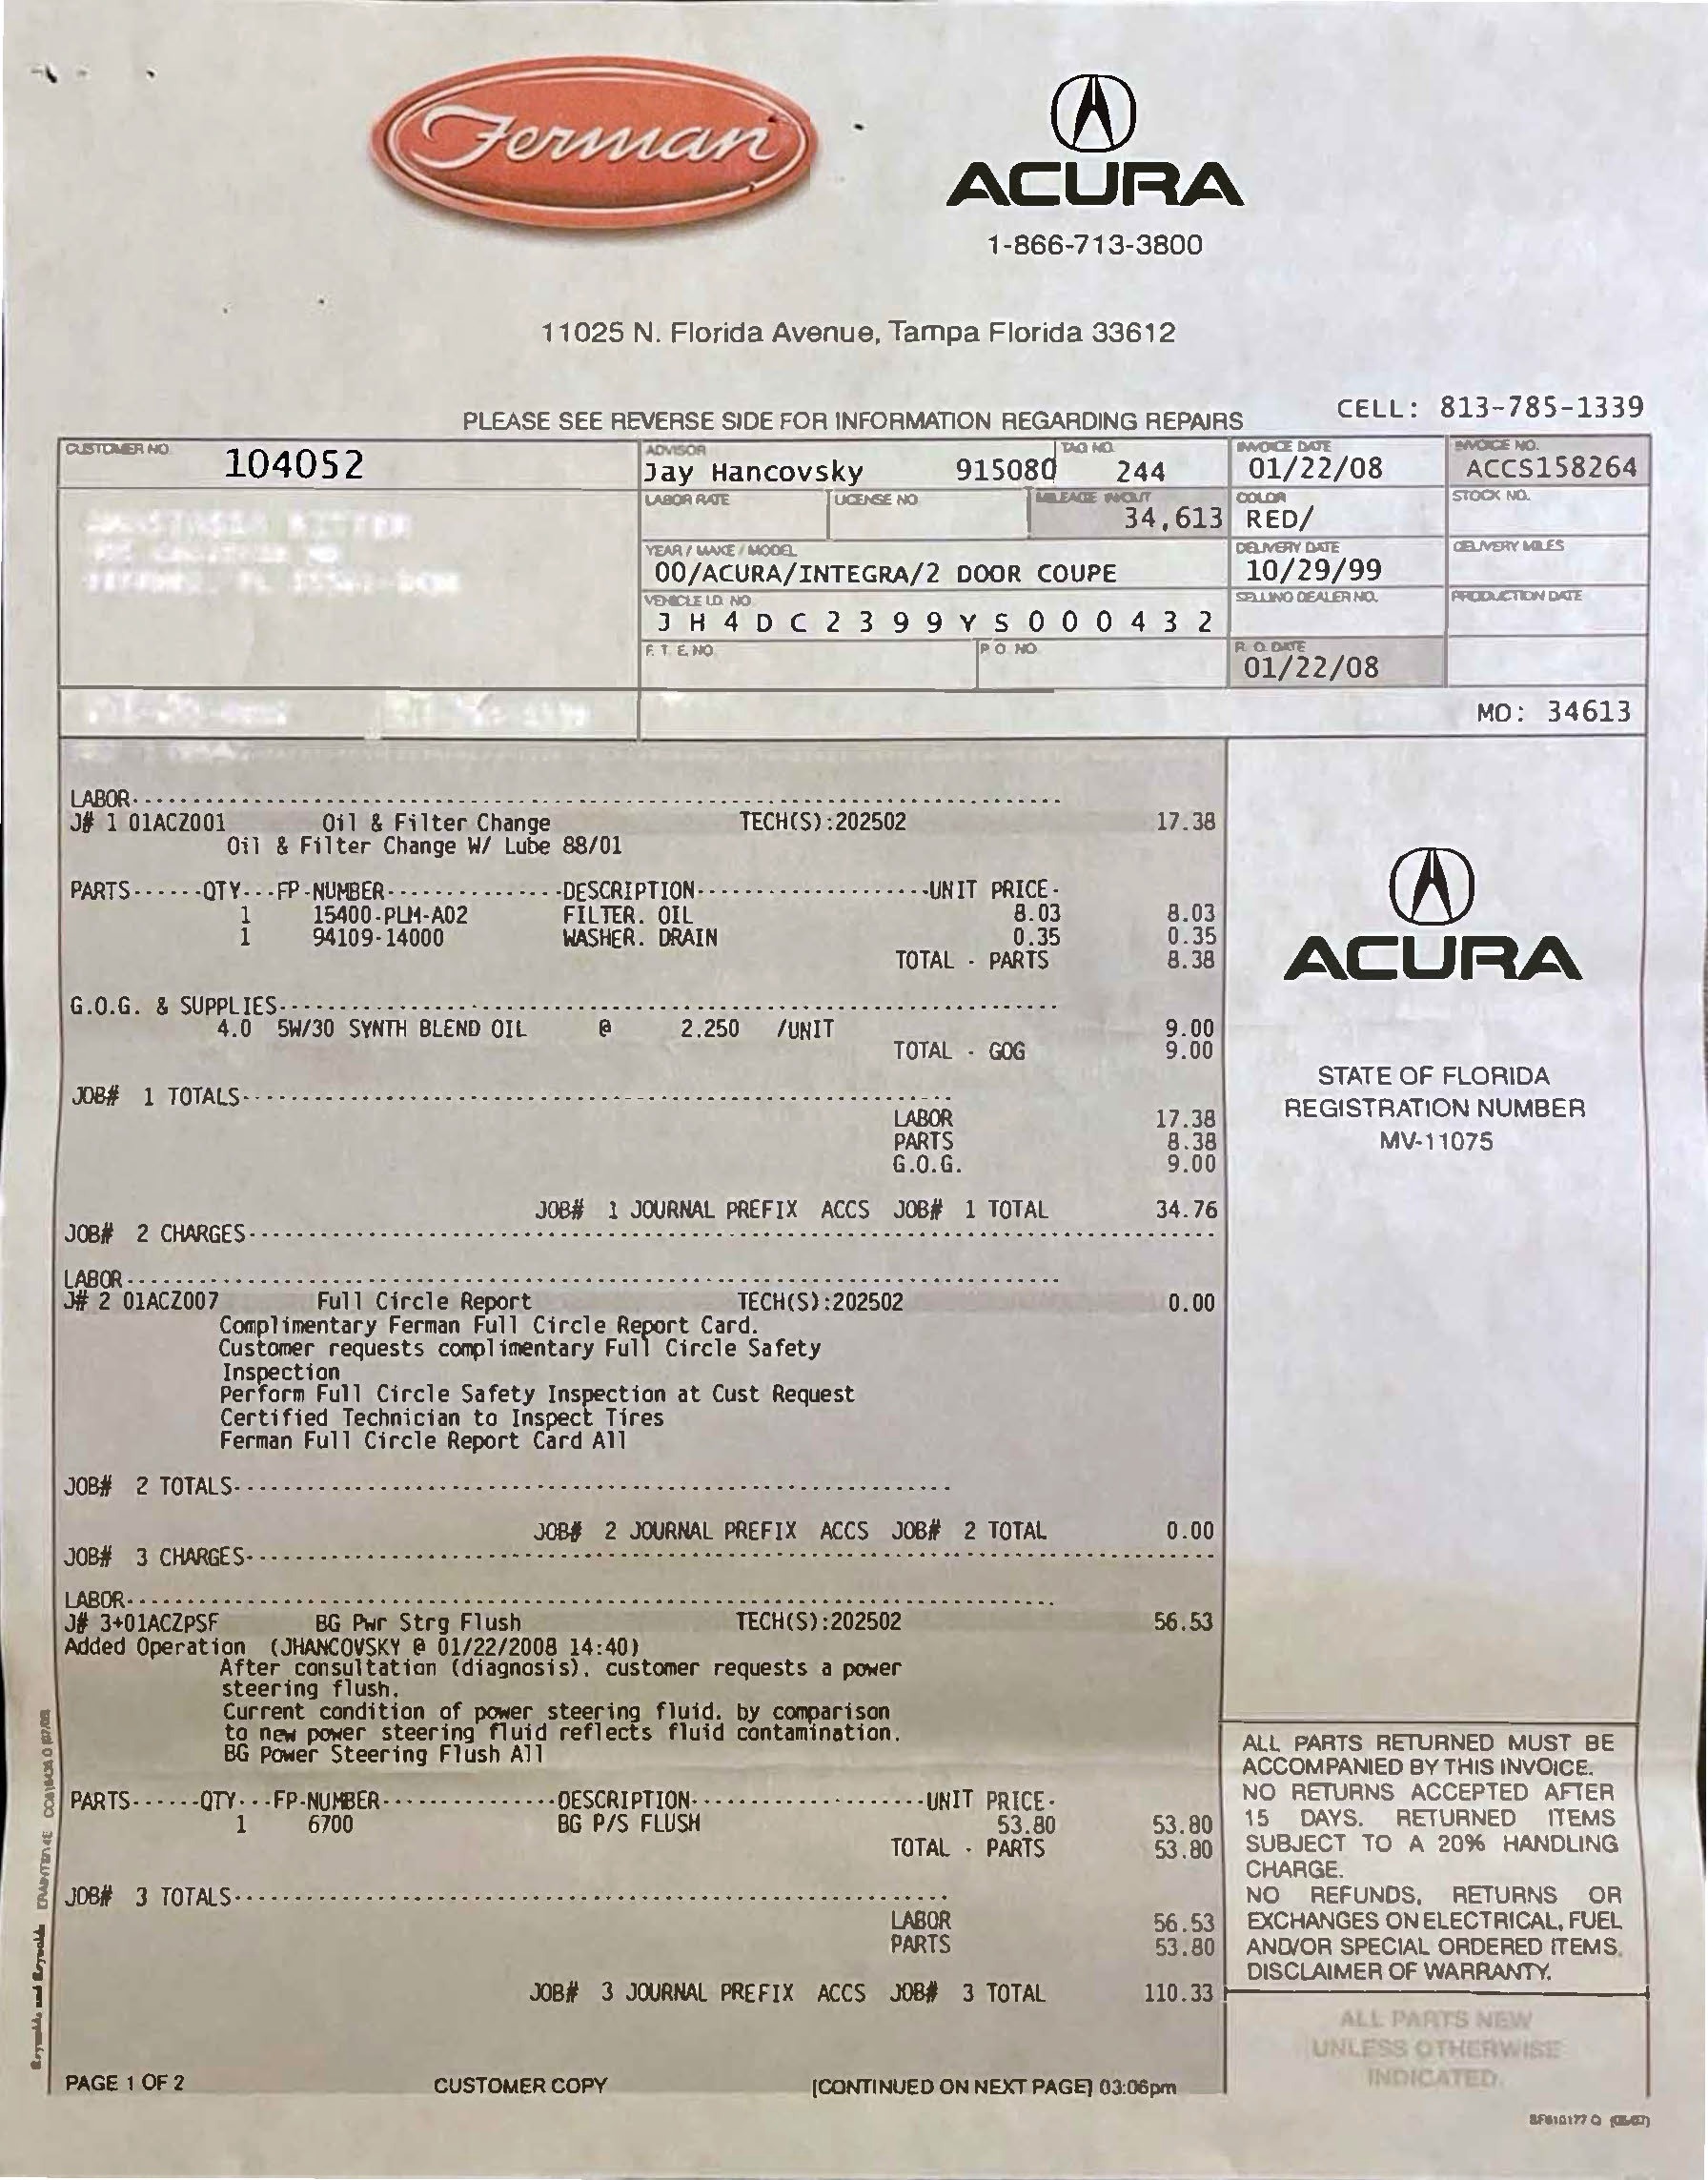 Ferman
ACURA
1-866-713-3800
11025 N. Florida Avenue, Tampa Florida 33612
CELL: 813-785-1339
PLEASE SEE REVERSE SIDE FOR INFORMATION REGARDING REPAIRS
CUSTOMER NO. 104052
ADVISOR Jay Hancovsky 915080
TAG NO. 244
INVOICE DATE 01/22/08
INVOICE NO. ACCS158264
LABOR RATE
LICENSE NO.
MILEAGE IN/OUT 34,613
COLOR RED/
STOCK NO.
YEAR / MAKE / MODEL 00/ACURA/INTEGRA/2 DOOR COUPE
DELIVERY DATE 10/29/99
DELIVERY MILES
VEHICLE I.D. NO. J H 4 D C 2 3 9 9 Y S 0 0 0 4 3 2
SELLING DEALER NO.
PRODUCTION DATE
F. T. E. NO.
P. O. NO.
R. O. DATE 01/22/08
MO: 34613
LABOR
J# 1 01ACZ001 Oil & Filter Change TECH(S):202502 17.38
Oil & Filter Change W/ Lube 88/01
PARTS------QTY---FP-NUMBER---------------DESCRIPTION--------------------UNIT PRICE-
1 15400-PLM-A02 FILTER. OIL 8.03 8.03
1 94109-14000 WASHER. DRAIN 0.35 0.35
TOTAL - PARTS 8.38
G.O.G. & SUPPLIES
4.0 5W/30 SYNTH BLEND OIL @ 2.250 /UNIT 9.00
TOTAL - GOG 9.00
JOB# 1 TOTALS
LABOR 17.38
PARTS 8.38
G.O.G. 9.00
JOB# 1 JOURNAL PREFIX ACCS JOB# 1 TOTAL 34.76
JOB# 2 CHARGES
LABOR
J# 2 01ACZ007 Full Circle Report TECH(S):202502 0.00
Complimentary Ferman Full Circle Report Card.
Customer requests complimentary Full Circle Safety
Inspection
Perform Full Circle Safety Inspection at Cust Request
Certified Technician to Inspect Tires
Ferman Full Circle Report Card All
JOB# 2 TOTALS
JOB# 2 JOURNAL PREFIX ACCS JOB# 2 TOTAL 0.00
JOB# 3 CHARGES
LABOR
J# 3+01ACZPSF BG Pwr Strg Flush TECH(S):202502 56.53
Added Operation (JHANCOVSKY @ 01/22/2008 14:40)
After consultation (diagnosis), customer requests a power
steering flush.
Current condition of power steering fluid. by comparison
to new power steering fluid reflects fluid contamination.
BG Power Steering Flush All
PARTS------QTY---FP-NUMBER---------------DESCRIPTION--------------------UNIT PRICE-
1 6700 BG P/S FLUSH 53.80 53.80
TOTAL - PARTS 53.80
JOB# 3 TOTALS
LABOR 56.53
PARTS 53.80
JOB# 3 JOURNAL PREFIX ACCS JOB# 3 TOTAL 110.33
PAGE 1 OF 2 CUSTOMER COPY [CONTINUED ON NEXT PAGE] 03:06pm
ACURA
STATE OF FLORIDA
REGISTRATION NUMBER
MV-11075
ALL PARTS RETURNED MUST BE
ACCOMPANIED BY THIS INVOICE.
NO RETURNS ACCEPTED AFTER
15 DAYS. RETURNED ITEMS
SUBJECT TO A 20% HANDLING
CHARGE.
NO REFUNDS, RETURNS OR
EXCHANGES ON ELECTRICAL, FUEL
AND/OR SPECIAL ORDERED ITEMS.
DISCLAIMER OF WARRANTY.
ALL PARTS NEW
UNLESS OTHERWISE
INDICATED.
Reynolds and Reynolds